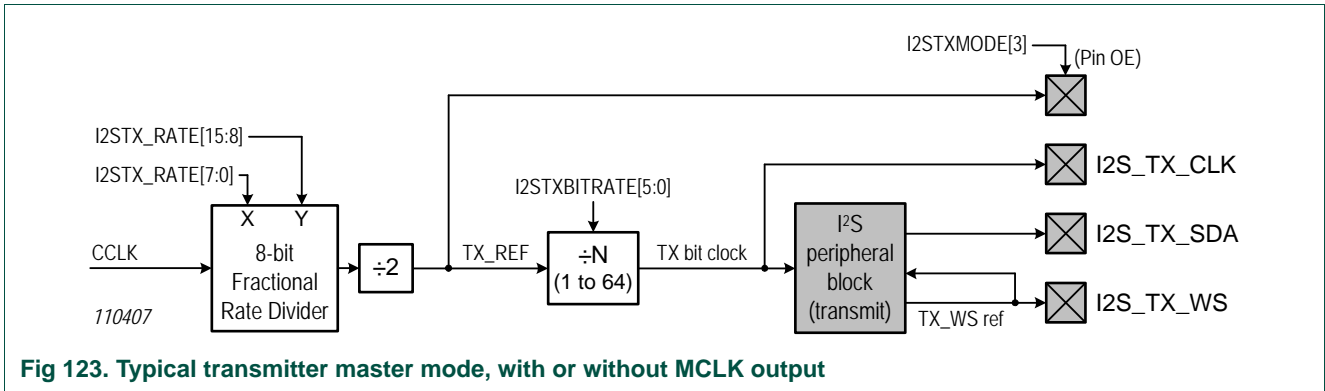 I2STXMODE[3]
(Pin OE)
I2STX_RATE[15:8]
I2STX_RATE[7:0]
I2STXBITRATE[5:0]
I2S_TX_CLK
X Y
8-bit
Fractional
Rate Divider
CCLK
÷2
TX_REF
÷N
(1 to 64)
TX bit clock
I²S
peripheral
block
(transmit)
I2S_TX_SDA
TX_WS ref
I2S_TX_WS
110407
Fig 123. Typical transmitter master mode, with or without MCLK output